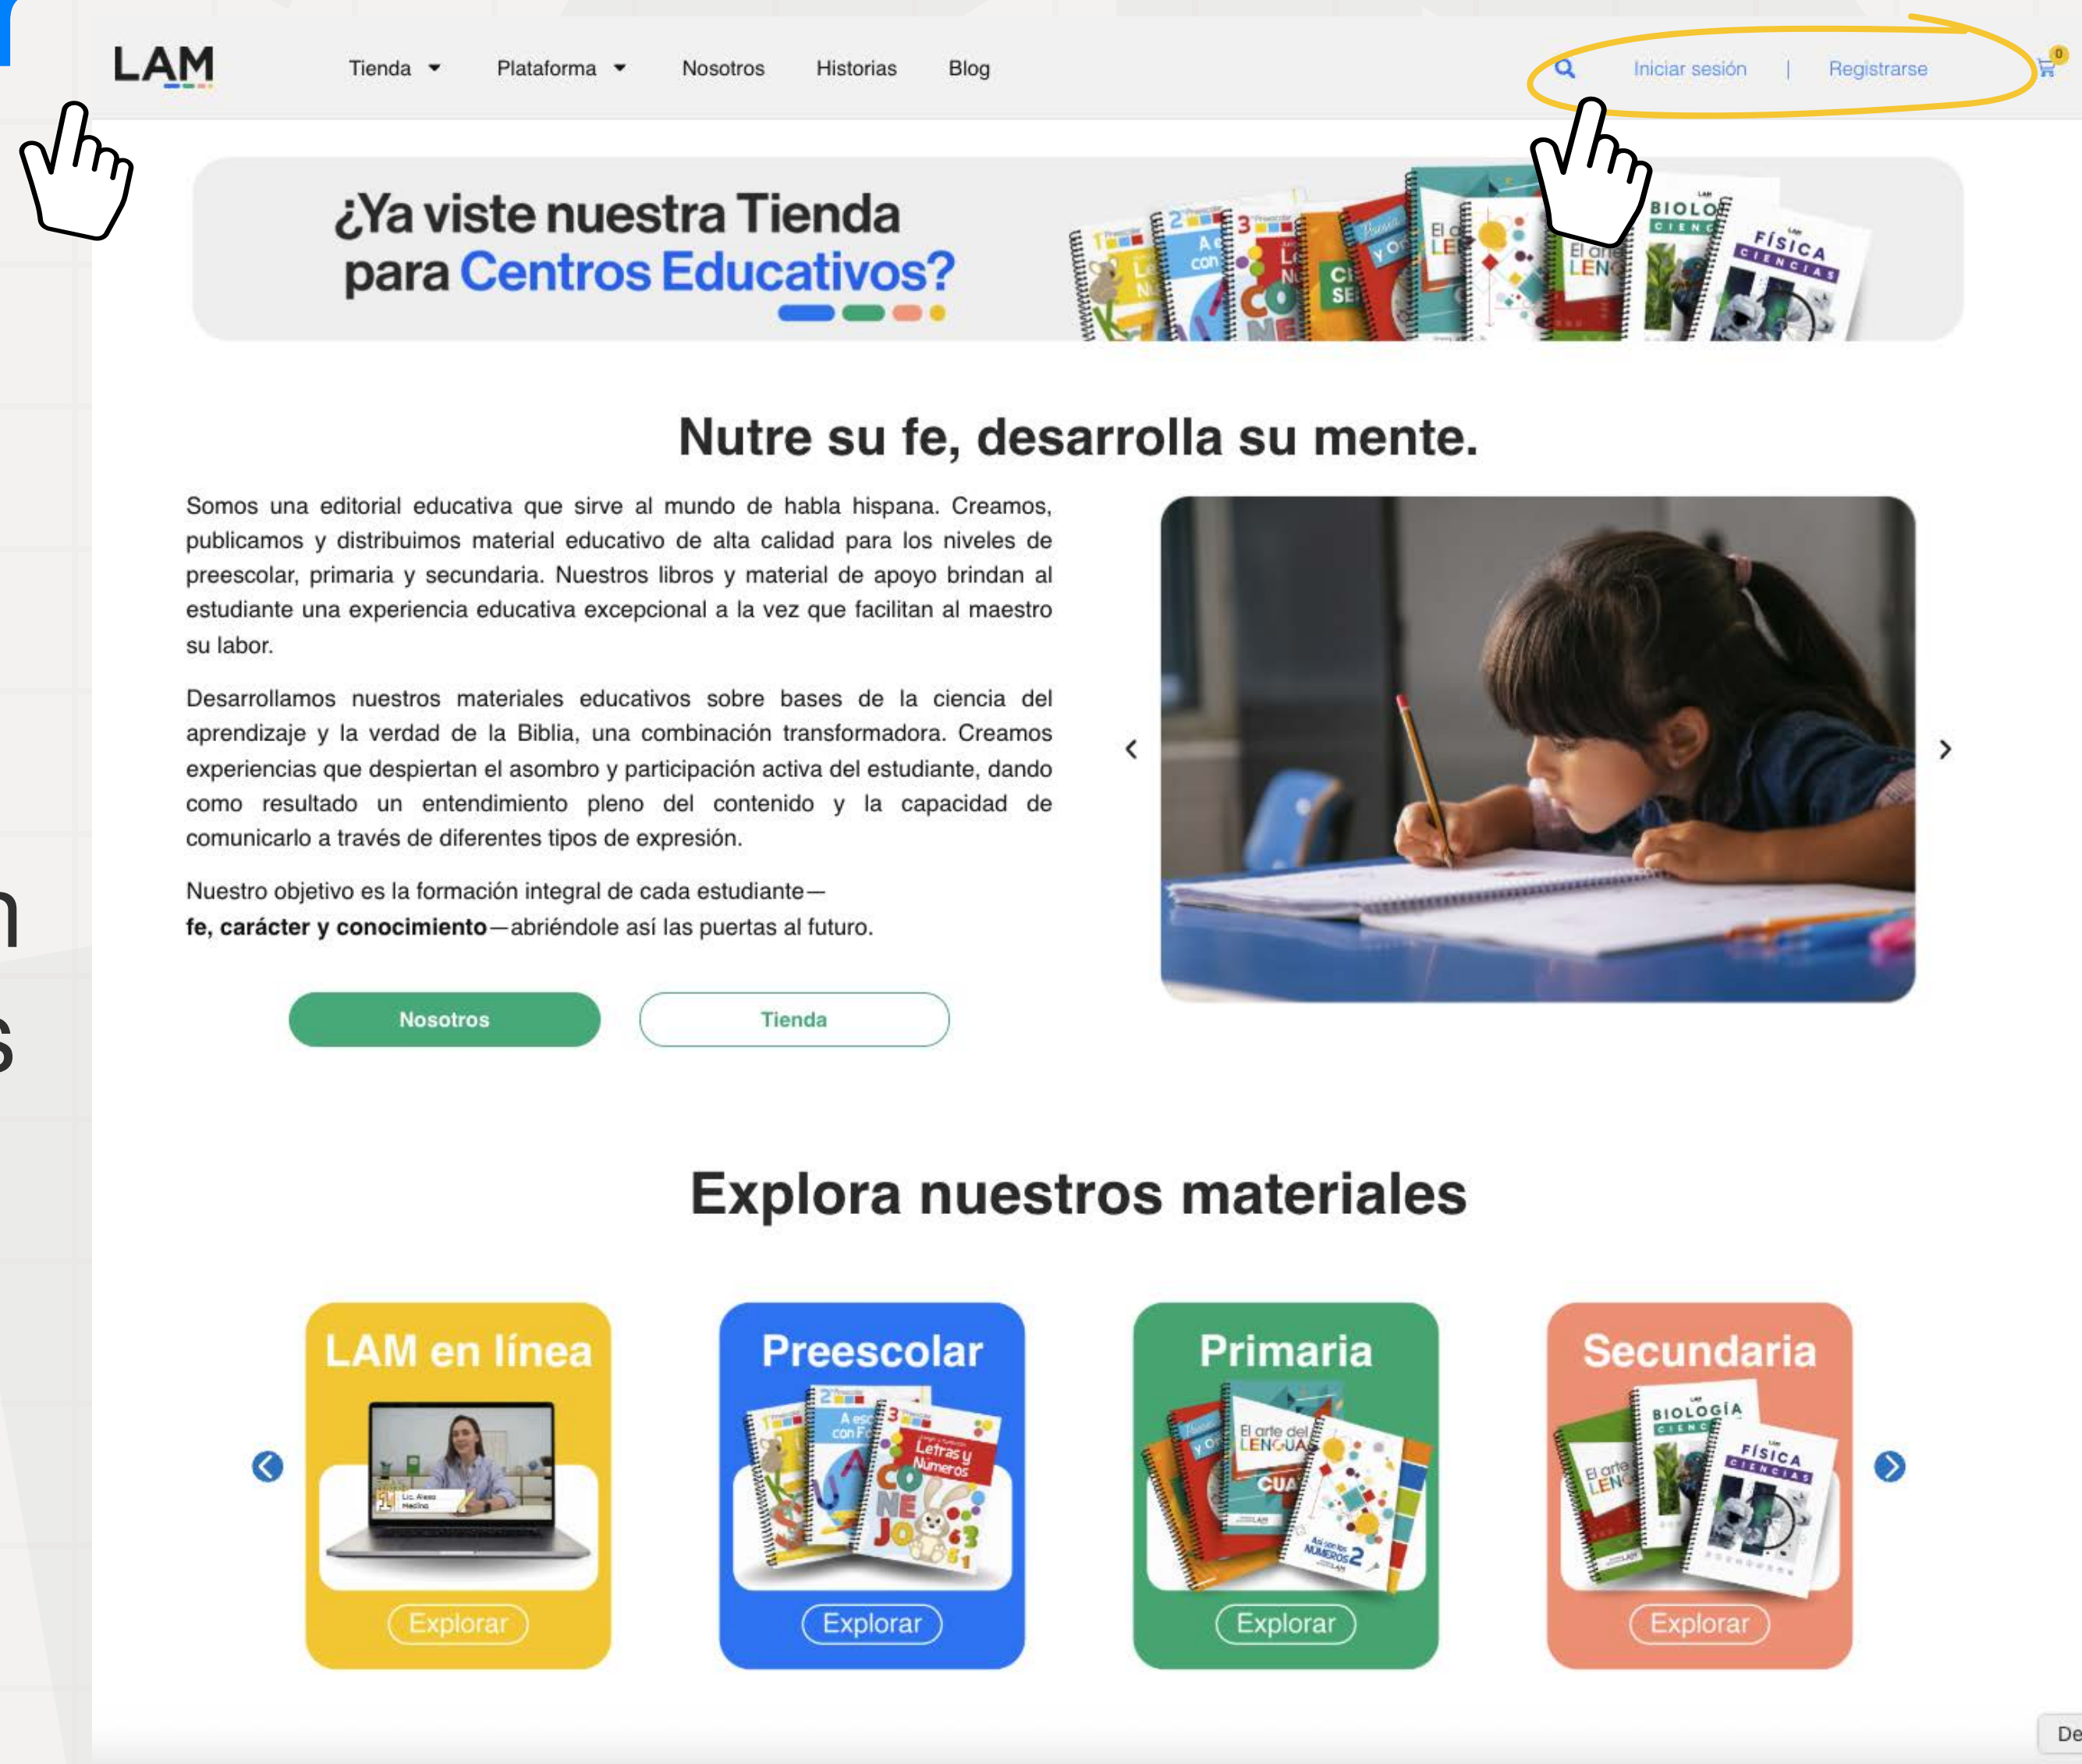 LAM
Tienda
Plataforma
Nosotros
Historias
Blog
Iniciar sesión | Registrarse
0
¿Ya viste nuestra Tienda
para Centros Educativos?
Nutre su fe, desarrolla su mente.
Somos una editorial educativa que sirve al mundo de habla hispana. Creamos,
publicamos y distribuimos material educativo de alta calidad para los niveles de
preescolar, primaria y secundaria. Nuestros libros y material de apoyo brindan al
estudiante una experiencia educativa excepcional a la vez que facilitan al maestro
su labor.
Desarrollamos nuestros materiales educativos sobre bases de la ciencia del
aprendizaje y la verdad de la Biblia, una combinación transformadora. Creamos
experiencias que despiertan el asombro y participación activa del estudiante, dando
como resultado un entendimiento pleno del contenido y la capacidad de
comunicarlo a través de diferentes tipos de expresión.
Nuestro objetivo es la formación integral de cada estudiante—
fe, carácter y conocimiento—abriéndole así las puertas al futuro.
Nosotros
Tienda
Explora nuestros materiales
LAM en línea
Lic. Alexa
Medina
Explorar
Preescolar
Letras y
Números
CO
NE
JO
Explorar
Primaria
El arte del
Así son los
NÚMEROS 2
Explorar
Secundaria
BIOLOGÍA
FÍSICA
CIENCIAS
Explorar